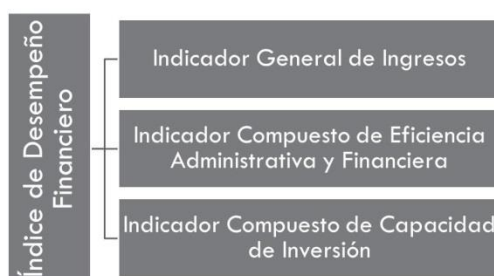 Índice de Desempeño
Financiero
Indicador General de Ingresos
Indicador Compuesto de Eficiencia
Administrativa y Financiera
Indicador Compuesto de Capacidad
de Inversión